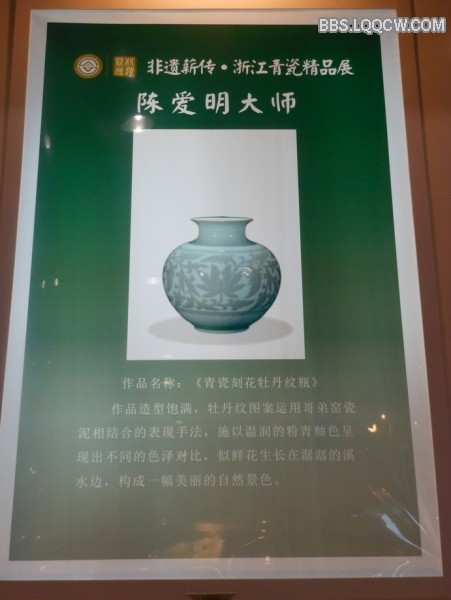 BBS.LQQCW.COM
非遗薪传·浙江青瓷精品展
陈爱明大师
作品名称：《青瓷刻花牡丹纹瓶》
作品造型饱满，牡丹纹图案运用哥弟窑瓷
泥相结合的表现手法，施以温润的粉青釉色呈
现出不同的色泽对比，似鲜花生长在潺潺的溪
水边，构成一幅美丽的自然景色。